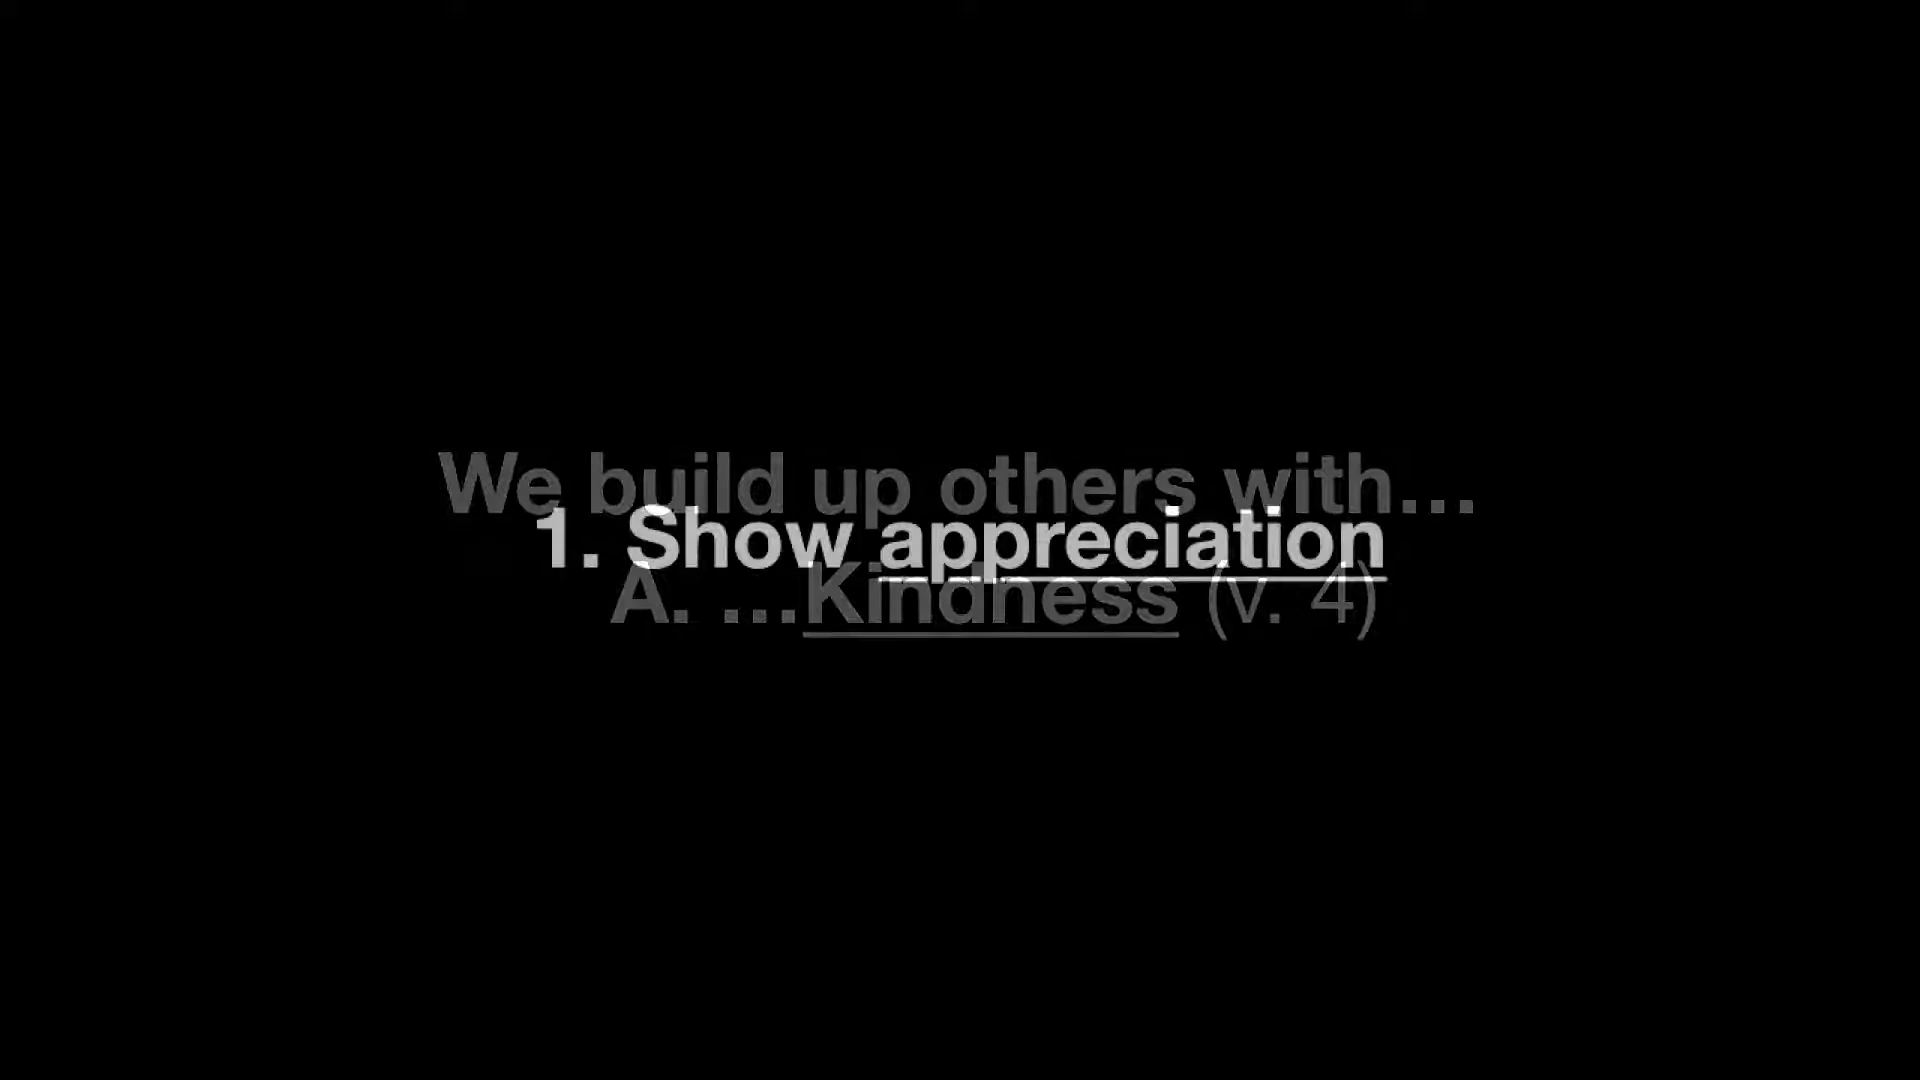 We build up others with…
1. Show appreciation
A. …Kindness (v. 4)